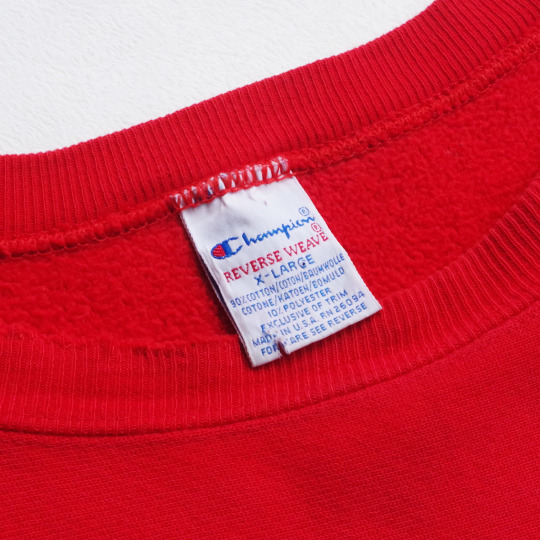 Champion®
REVERSE WEAVE®
X-LARGE
90% COTTON/COTON/BAUMWOLLE
COTONE/KATOEN/BOMULD
10% POLYESTER
EXCLUSIVE OF TRIM
MADE IN U.S.A. RN 26094
FOR CARE SEE REVERSE